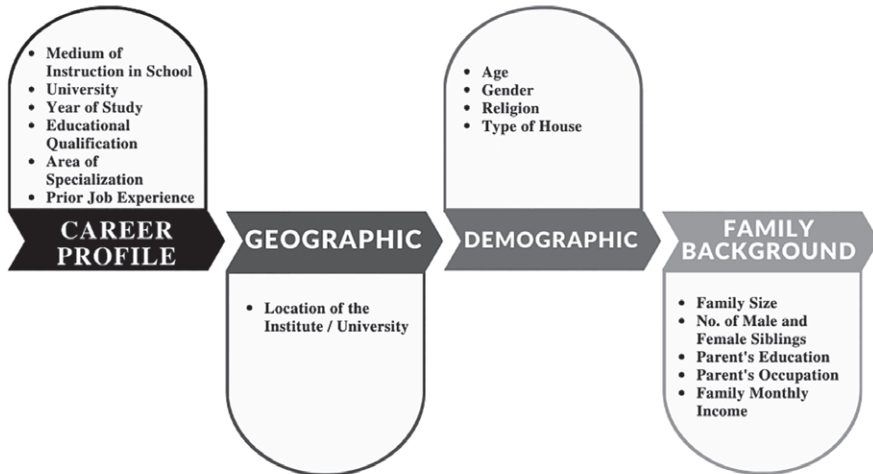 • Medium of
Instruction in School
• University
• Year of Study
• Educational
Qualification
• Area of
Specialization
• Prior Job Experience
CAREER
PROFILE
GEOGRAPHIC
• Location of the
Institute / University
• Age
• Gender
• Religion
• Type of House
DEMOGRAPHIC
FAMILY
BACKGROUND
• Family Size
• No. of Male and
Female Siblings
• Parent's Education
• Parent's Occupation
• Family Monthly
Income